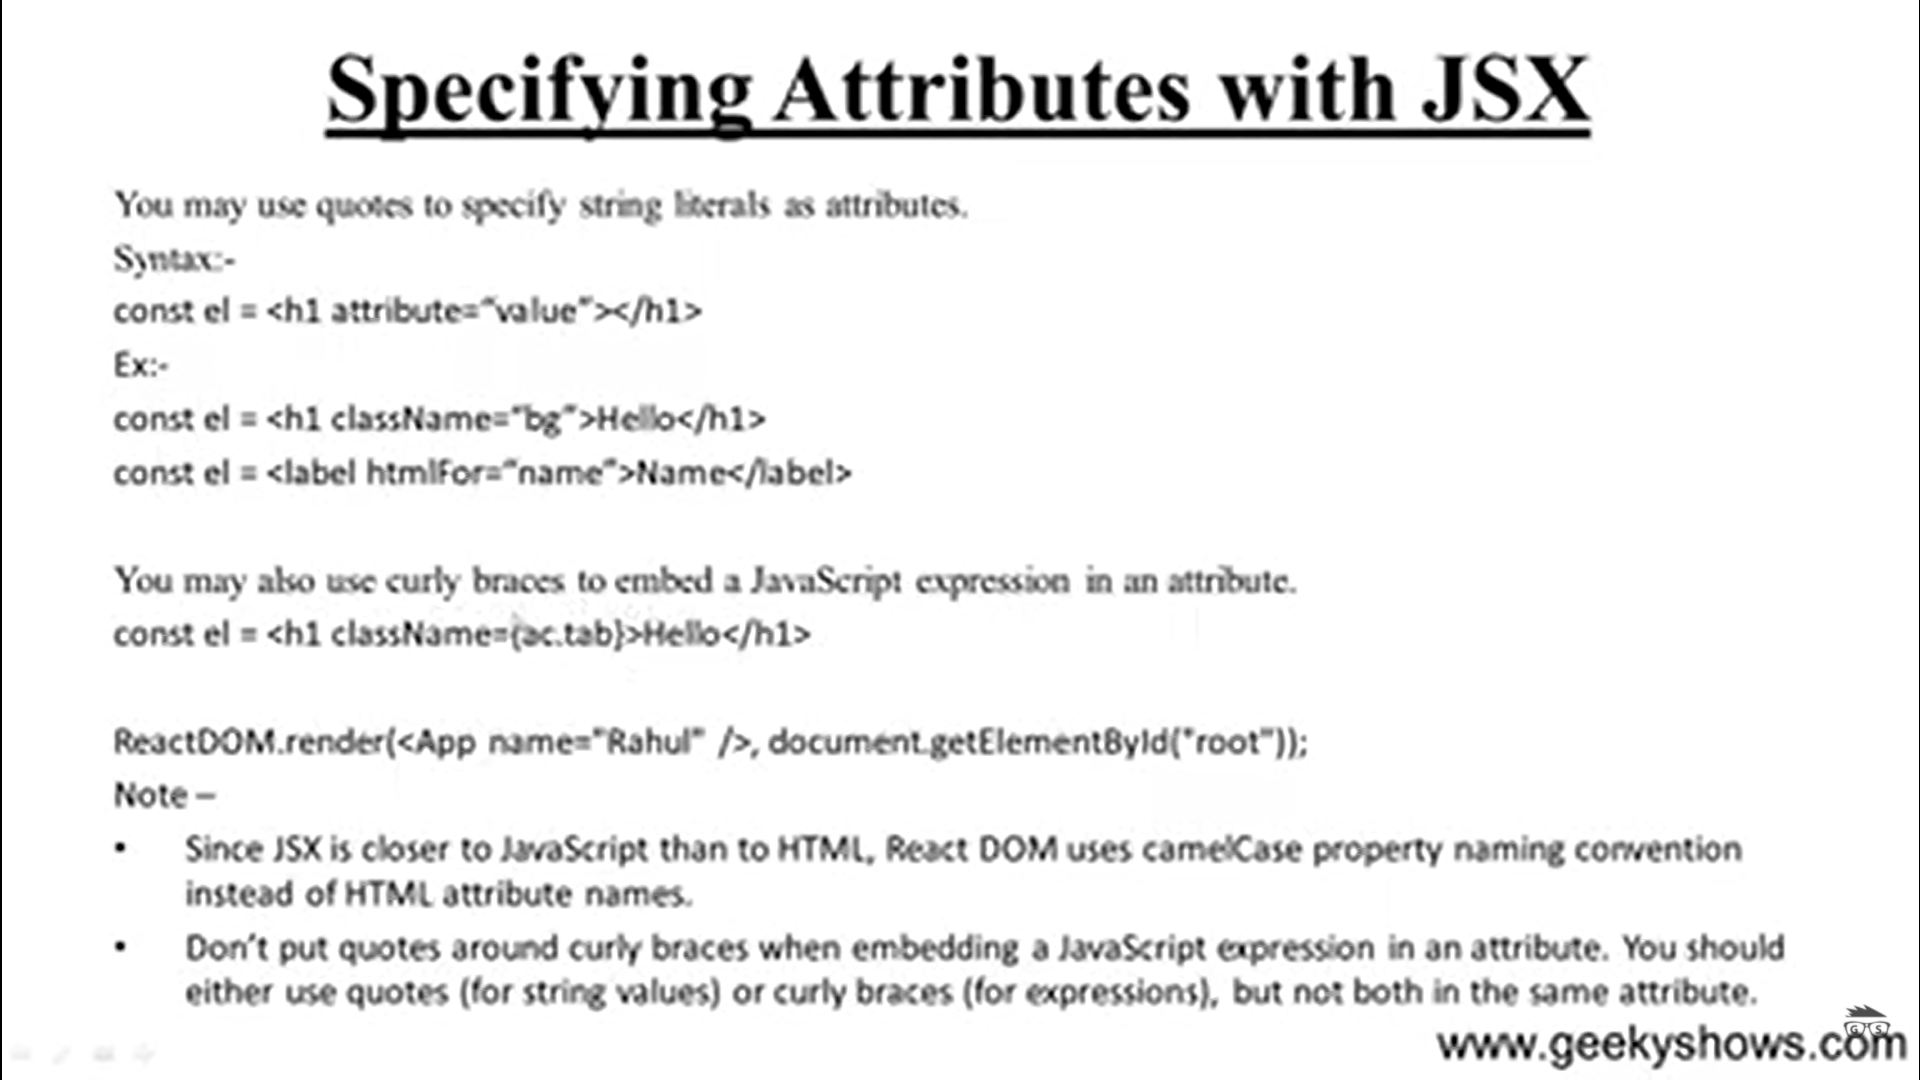 Specifying Attributes with JSX
You may use quotes to specify string literals as attributes.
Syntax:-
const el = <h1 attribute=“value”></h1>
Ex:-
const el = <h1 className=“bg”>Hello</h1>
const el = <label htmlFor=“name”>Name</label>
You may also use curly braces to embed a JavaScript expression in an attribute.
const el = <h1 className={ac.tab}>Hello</h1>
ReactDOM.render(<App name="Rahul" />, document.getElementById("root"));
Note –
• Since JSX is closer to JavaScript than to HTML, React DOM uses camelCase property naming convention
instead of HTML attribute names.
• Don’t put quotes around curly braces when embedding a JavaScript expression in an attribute. You should
either use quotes (for string values) or curly braces (for expressions), but not both in the same attribute.
GS
www.geekyshows.com